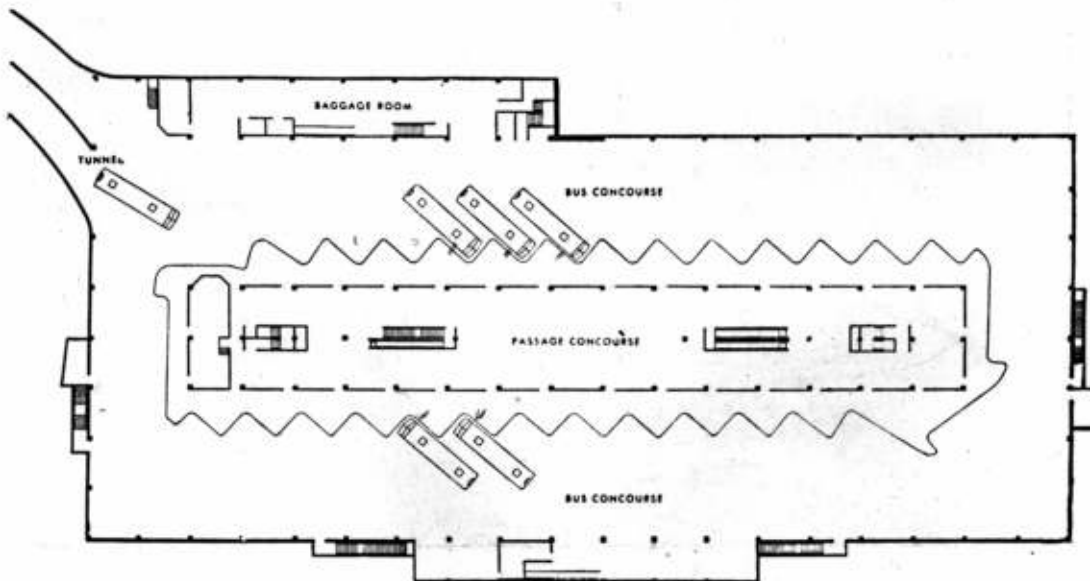 BAGGAGE ROOM
TUNNEL
BUS CONCOURSE
PASSAGE CONCOURSE
BUS CONCOURSE